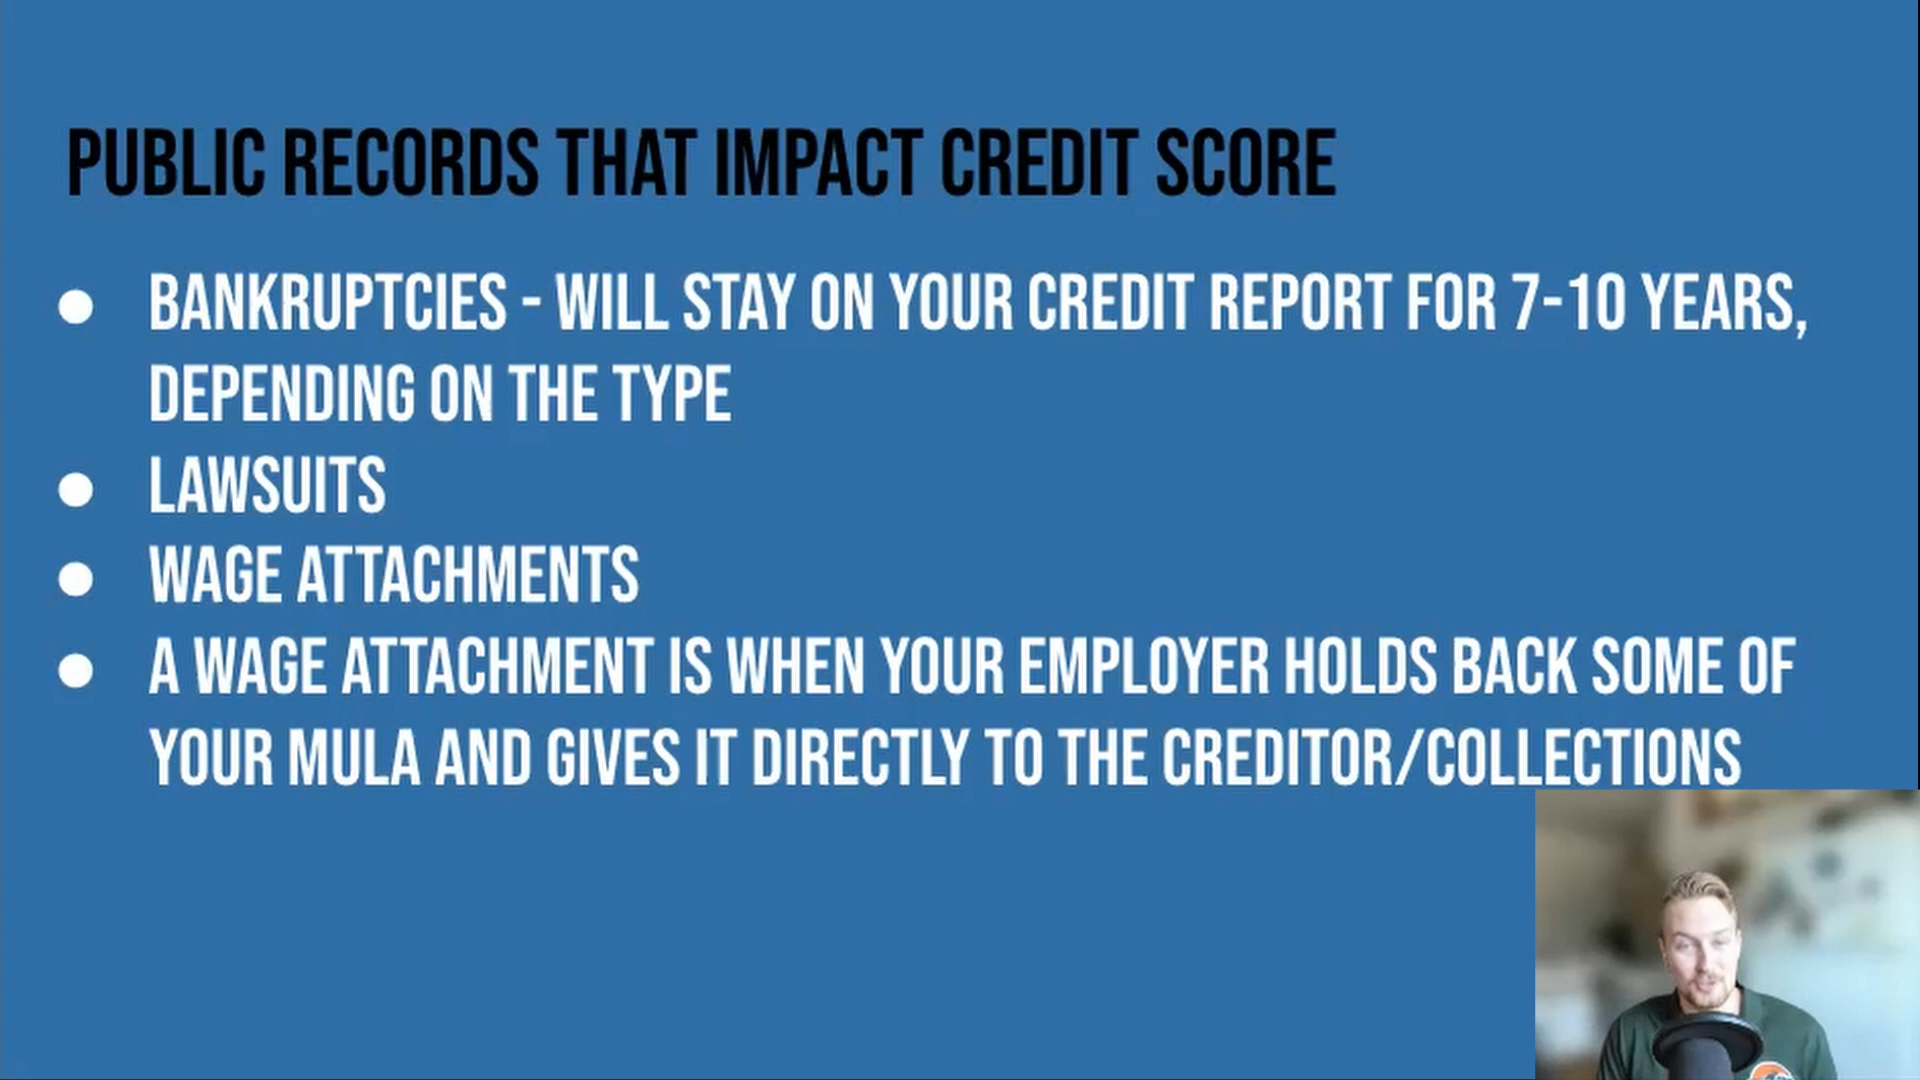 PUBLIC RECORDS THAT IMPACT CREDIT SCORE
● BANKRUPTCIES - WILL STAY ON YOUR CREDIT REPORT FOR 7-10 YEARS,
DEPENDING ON THE TYPE
● LAWSUITS
● WAGE ATTACHMENTS
● A WAGE ATTACHMENT IS WHEN YOUR EMPLOYER HOLDS BACK SOME OF
YOUR MULA AND GIVES IT DIRECTLY TO THE CREDITOR/COLLECTIONS